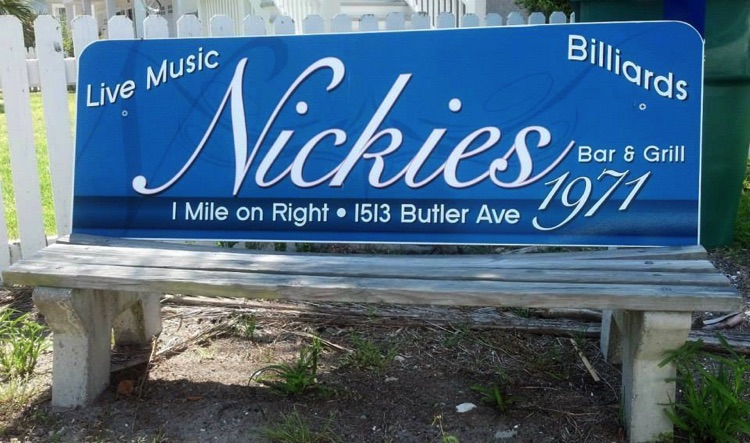 Live Music
Billiards
Nickies
Bar & Grill
1971
1 Mile on Right • 1513 Butler Ave